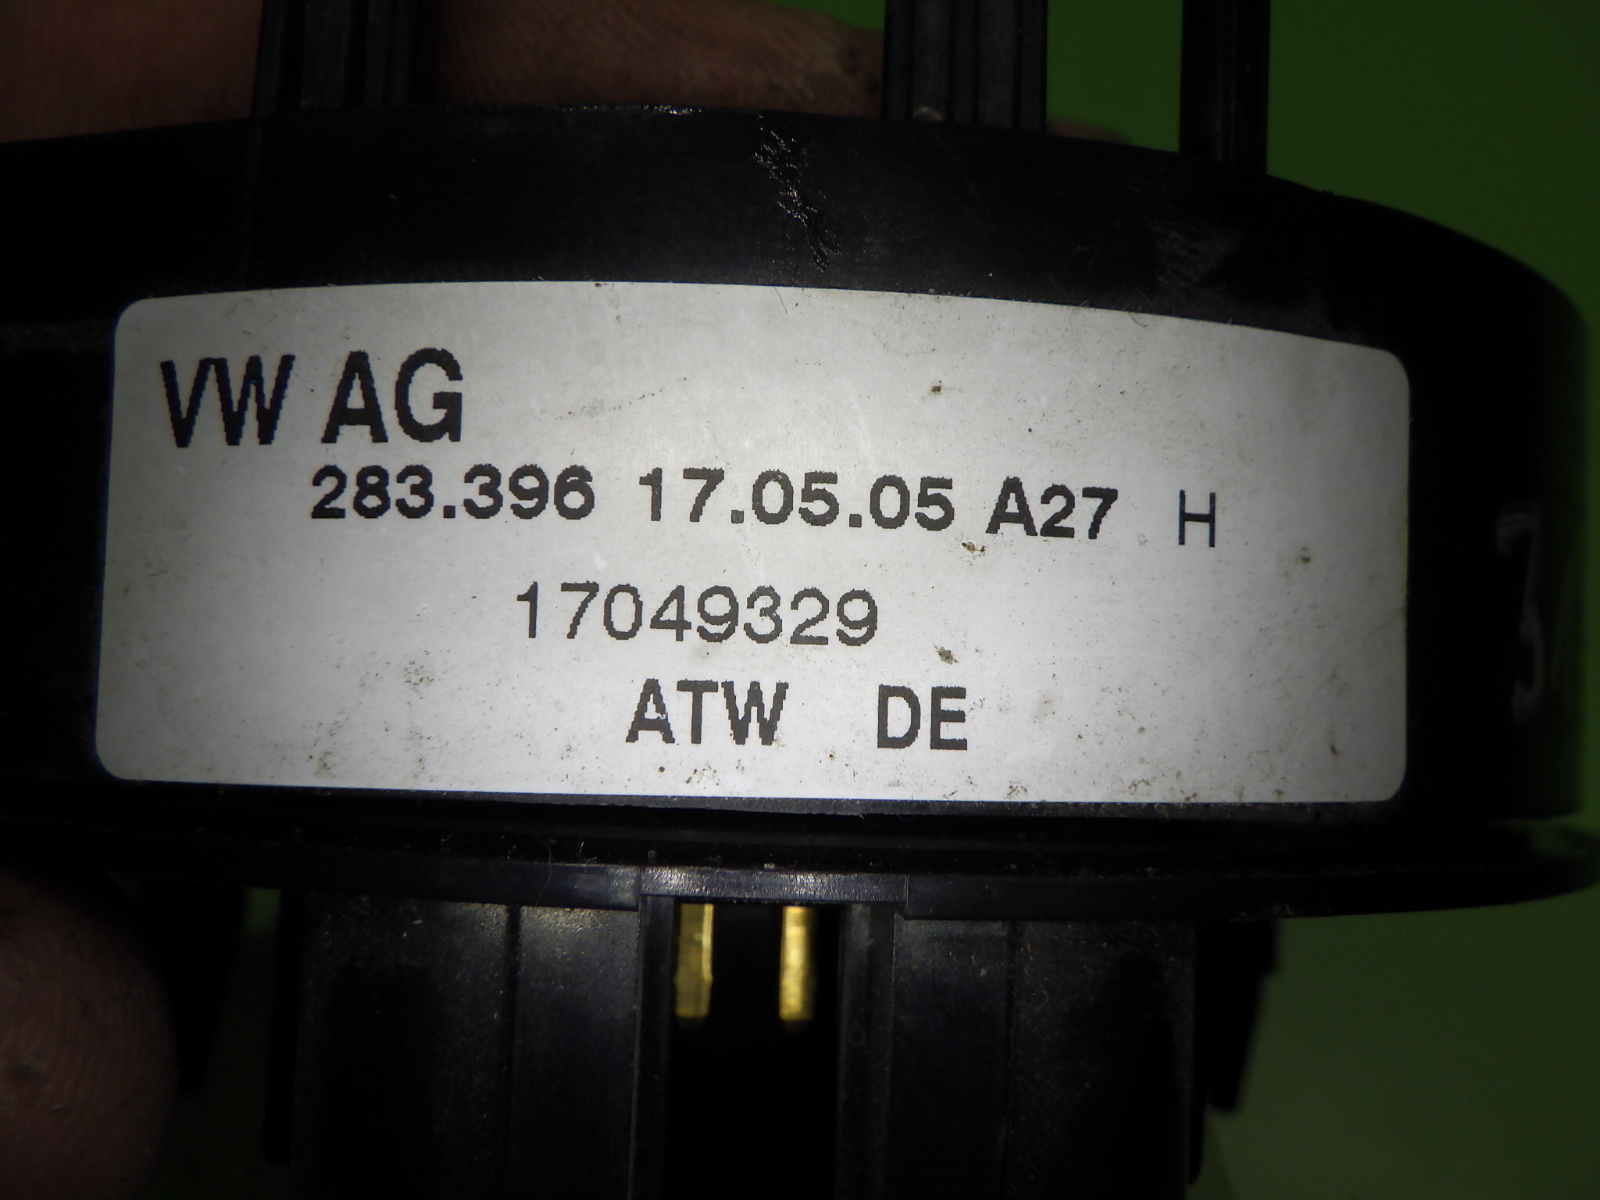 VW AG
283.396 17.05.05 A27 H
17049329
ATW DE